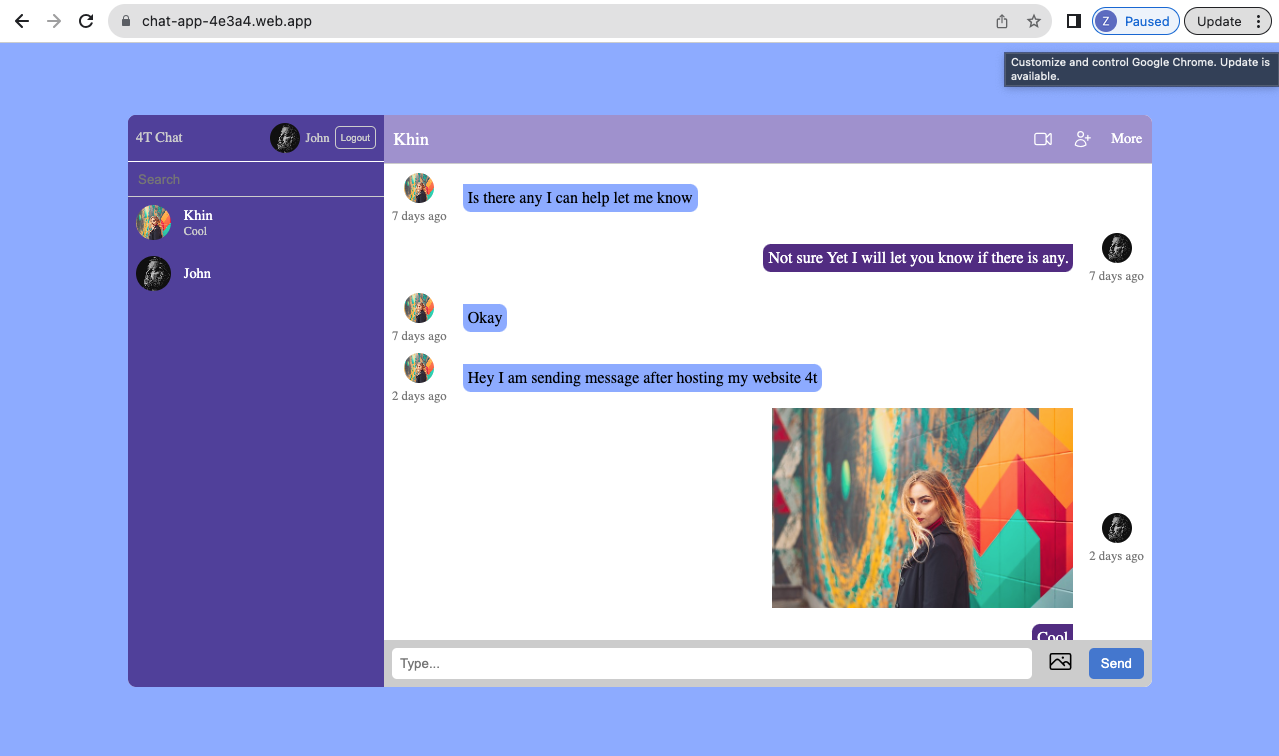 chat-app-4e3a4.web.app
Z
Paused
Update
Customize and control Google Chrome. Update is
available.
4T Chat
John
Logout
Khin
More
Search
Khin
Cool
John
Is there any I can help let me know
7 days ago
Not sure Yet I will let you know if there is any.
7 days ago
Okay
7 days ago
Hey I am sending message after hosting my website 4t
2 days ago
2 days ago
Cool
Type...
Send